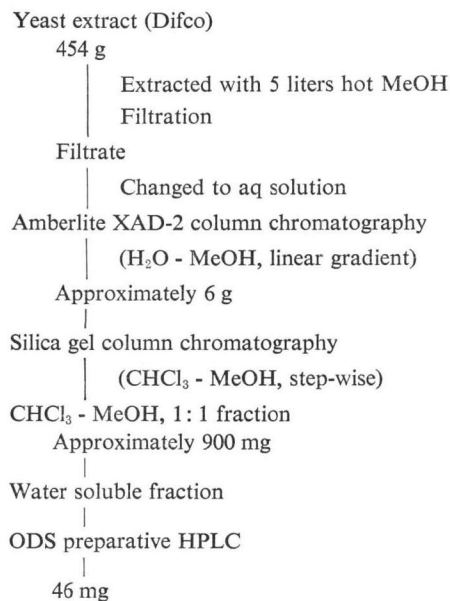 Yeast extract (Difco)
454 g
Extracted with 5 liters hot MeOH
Filtration
Filtrate
Changed to aq solution
Amberlite XAD-2 column chromatography
(H₂O - MeOH, linear gradient)
Approximately 6 g
Silica gel column chromatography
(CHCl₃ - MeOH, step-wise)
CHCl₃ - MeOH, 1: 1 fraction
Approximately 900 mg
Water soluble fraction
ODS preparative HPLC
46 mg